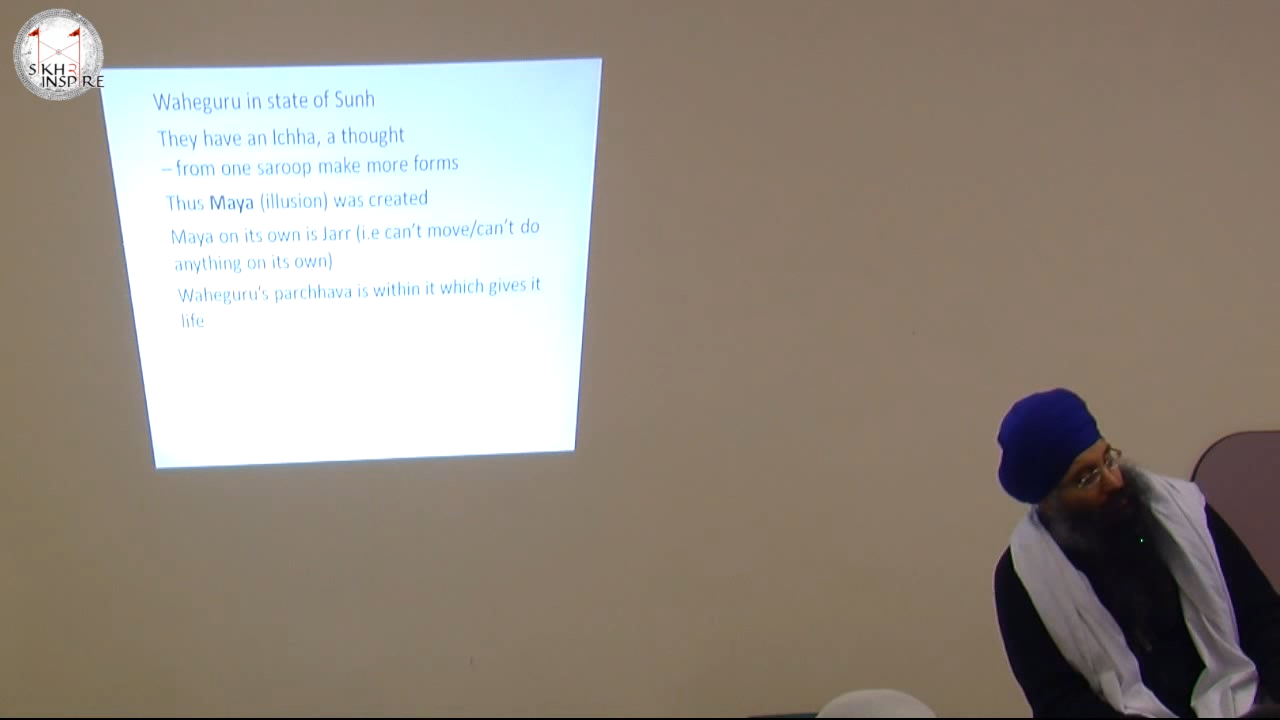 SIKHR
INSPIRE
Waheguru in state of Sunh
They have an Ichha, a thought
– from one saroop make more forms
Thus Maya (illusion) was created
Maya on its own is Jarr (i.e can't move/can't do
anything on its own)
Waheguru's parchhava is within it which gives it
life